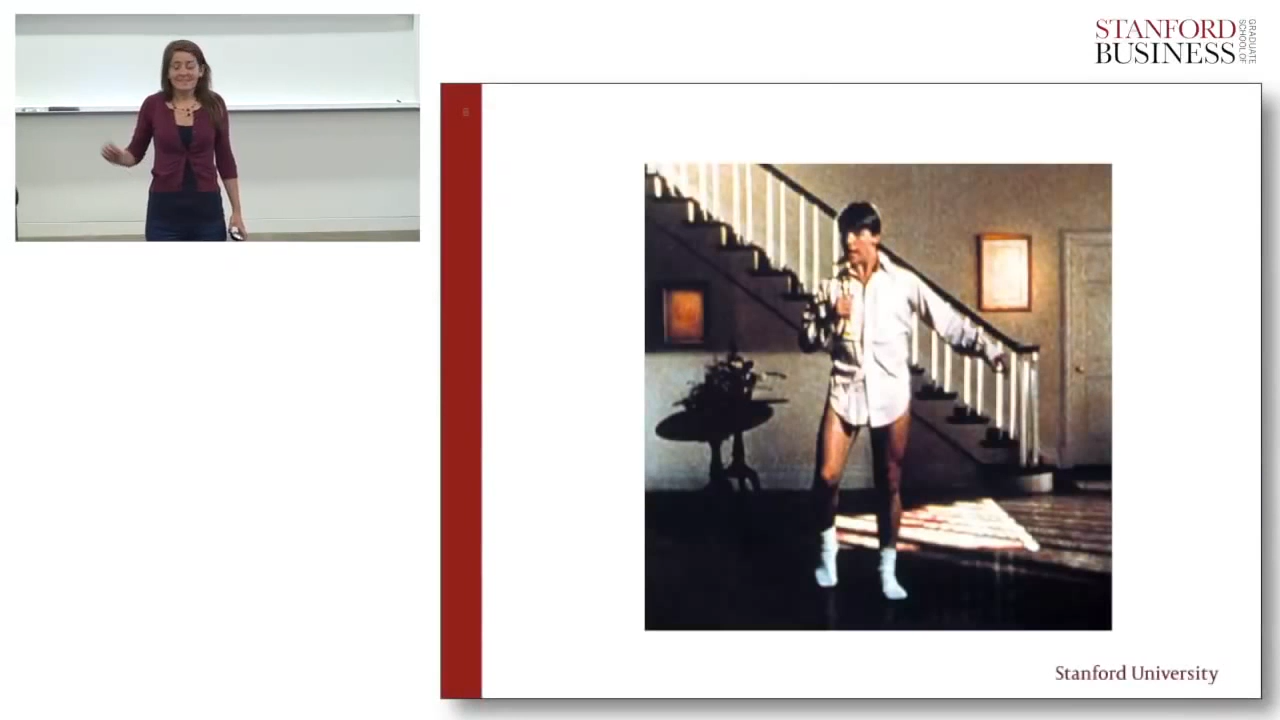 STANFORD
BUSINESS
GRADUATE
SCHOOL OF
Stanford University